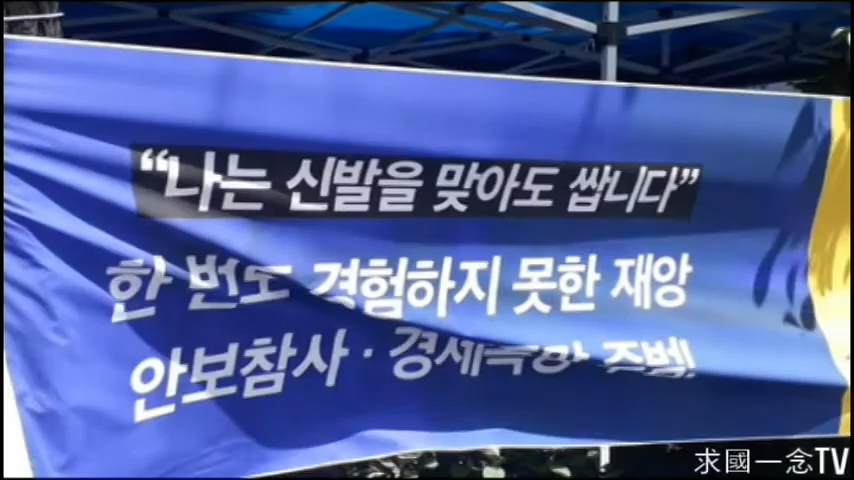 “나는 신발을 맞아도 쌉니다”
한 번도 경험하지 못한 재앙
안보참사·
求國一念TV